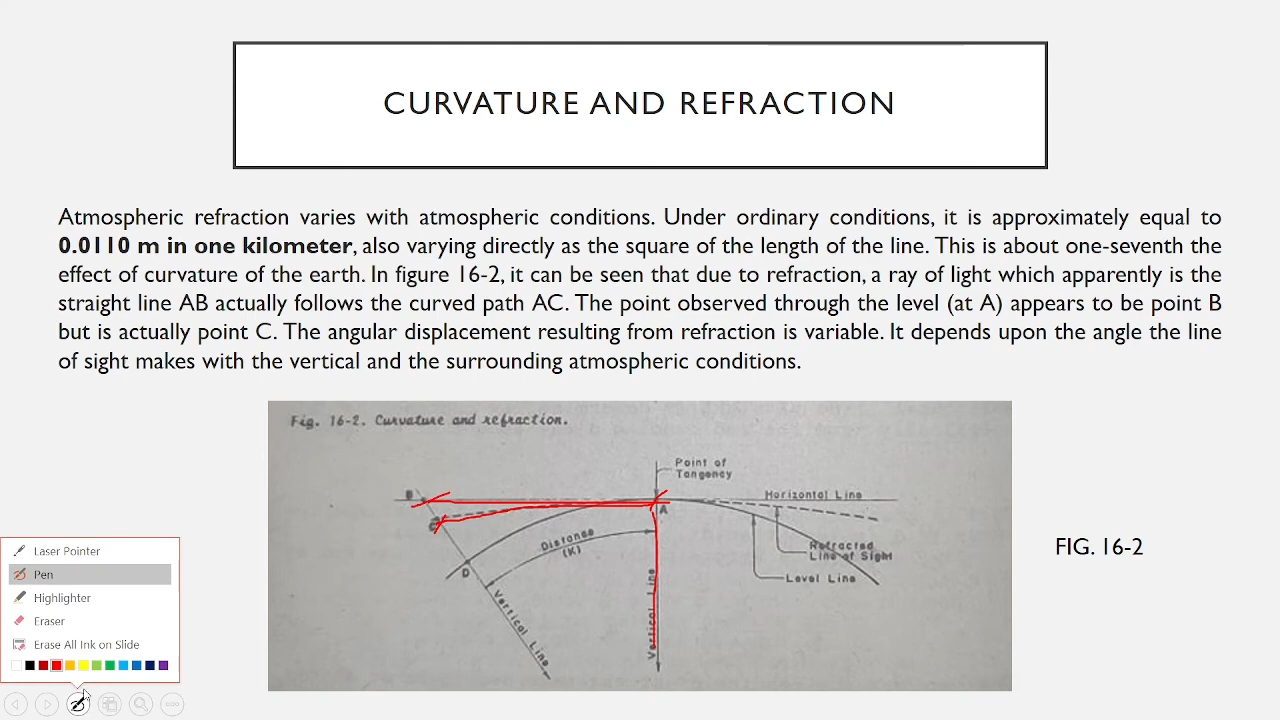 CURVATURE AND REFRACTION
Atmospheric refraction varies with atmospheric conditions. Under ordinary conditions, it is approximately equal to
0.0110 m in one kilometer, also varying directly as the square of the length of the line. This is about one-seventh the
effect of curvature of the earth. In figure 16-2, it can be seen that due to refraction, a ray of light which apparently is the
straight line AB actually follows the curved path AC. The point observed through the level (at A) appears to be point B
but is actually point C. The angular displacement resulting from refraction is variable. It depends upon the angle the line
of sight makes with the vertical and the surrounding atmospheric conditions.
Fig. 16-2. Curvature and refraction.
Point of
Tangency
B
Horizontal Line
A
C
Distance
(K)
Refracted
Line of Sight
D
Level Line
Vertical Line
Vertical Line
FIG. 16-2
Laser Pointer
Pen
Highlighter
Eraser
Erase All Ink on Slide